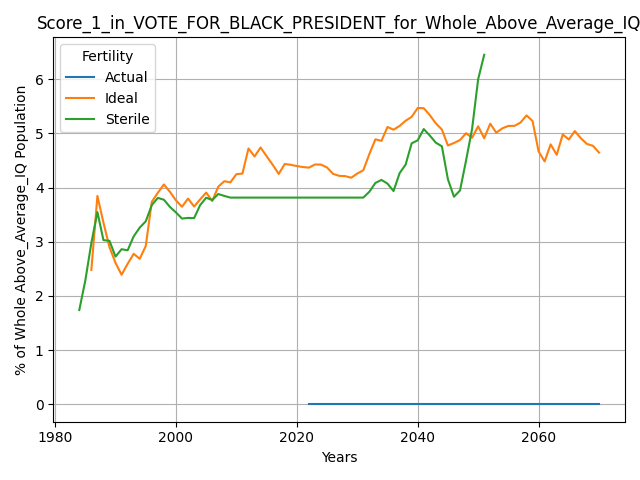 Score_1_in_VOTE_FOR_BLACK_PRESIDENT_for_Whole_Above_Average_IQ
Fertility
Actual
Ideal
Sterile
% of Whole Above_Average_IQ Population
6
5
4
3
2
1
0
1980
2000
2020
2040
2060
Years